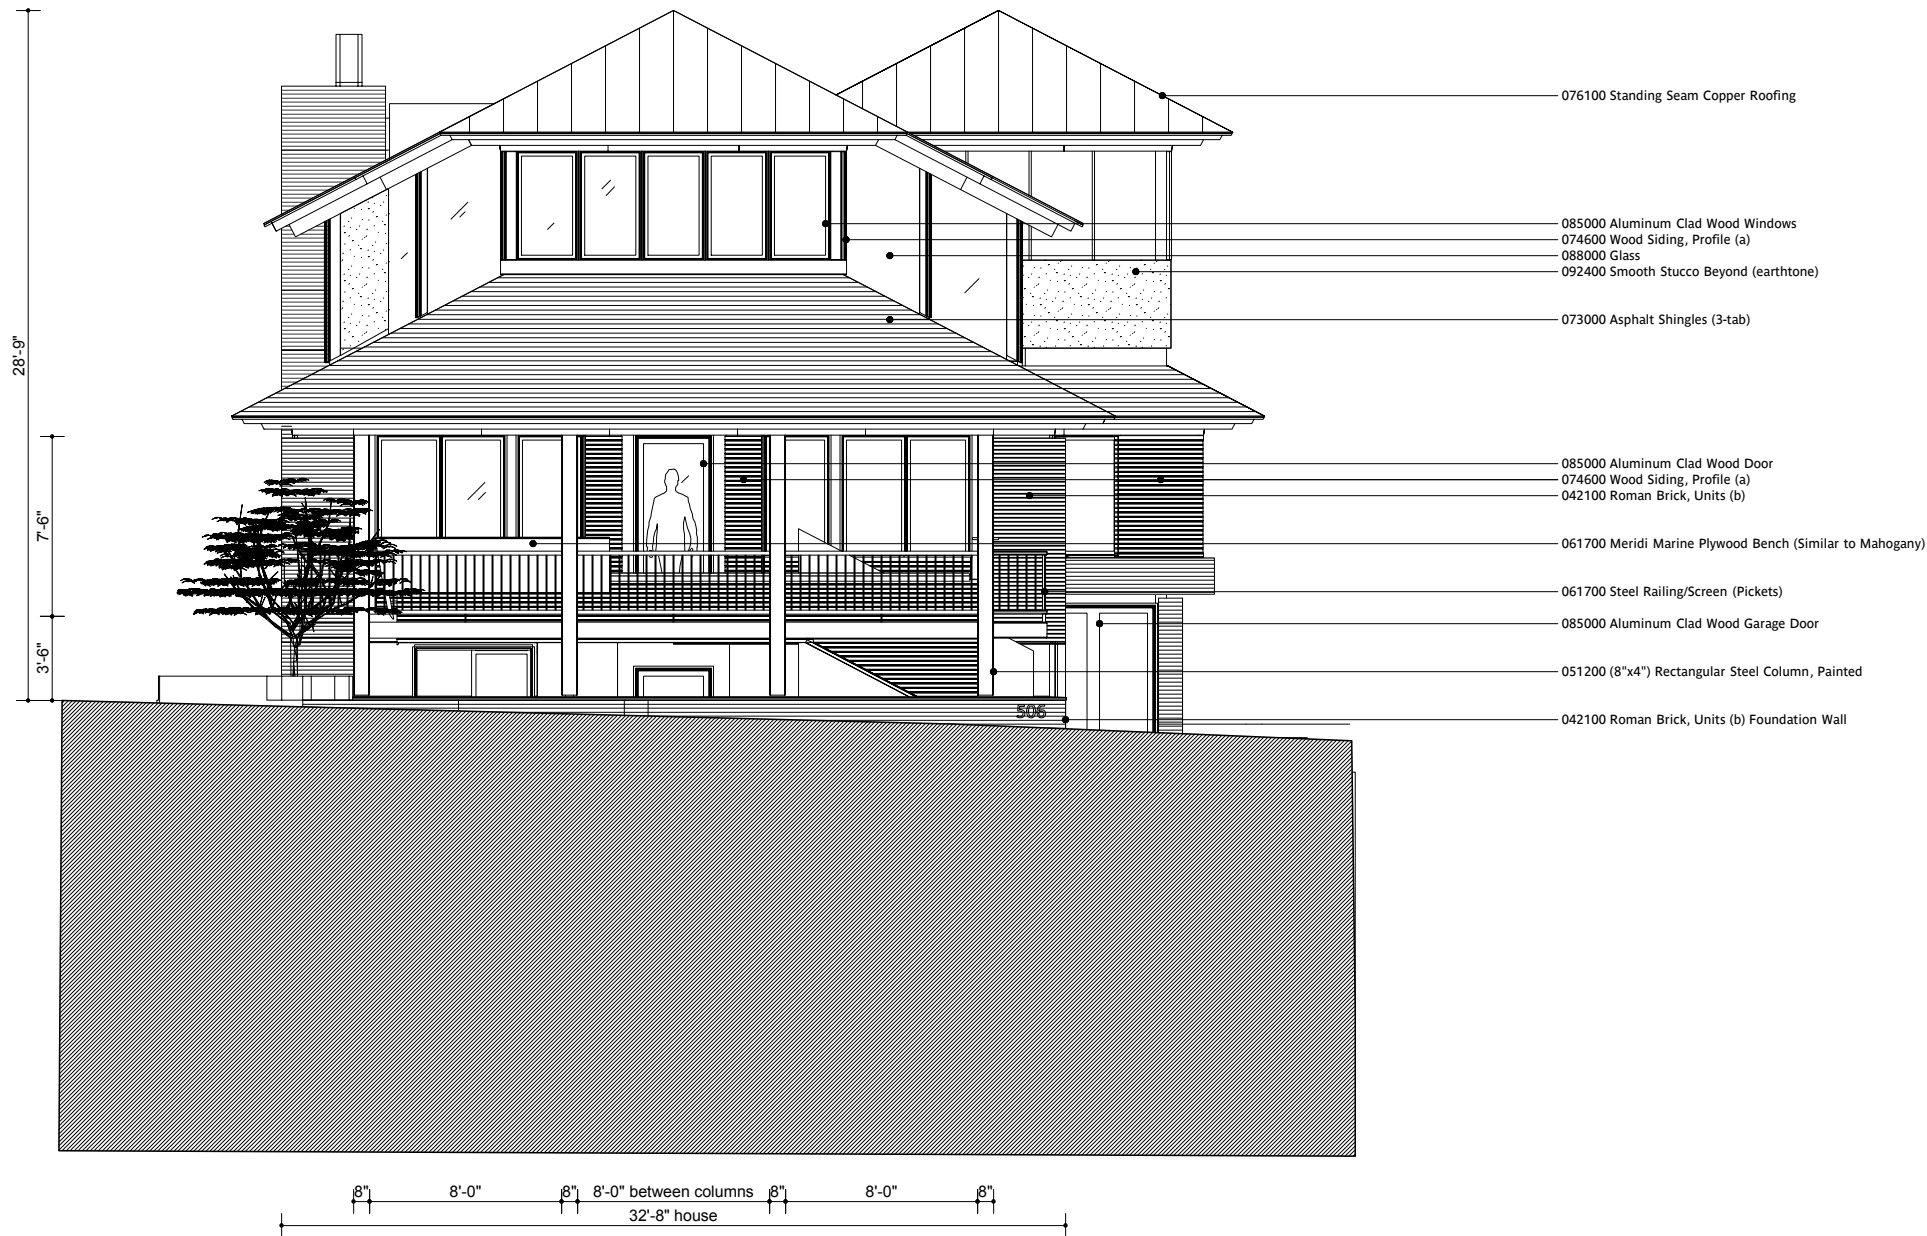 076100 Standing Seam Copper Roofing
085000 Aluminum Clad Wood Windows
074600 Wood Siding, Profile (a)
088000 Glass
092400 Smooth Stucco Beyond (earthtone)
073000 Asphalt Shingles (3-tab)
28'-9"
085000 Aluminum Clad Wood Door
074600 Wood Siding, Profile (a)
042100 Roman Brick, Units (b)
7'-6"
061700 Meridi Marine Plywood Bench (Similar to Mahogany)
061700 Steel Railing/Screen (Pickets)
085000 Aluminum Clad Wood Garage Door
3'-6"
051200 (8"x4") Rectangular Steel Column, Painted
506
042100 Roman Brick, Units (b) Foundation Wall
8" 8'-0" 8" 8'-0" between columns 8" 8'-0" 8"
32'-8" house